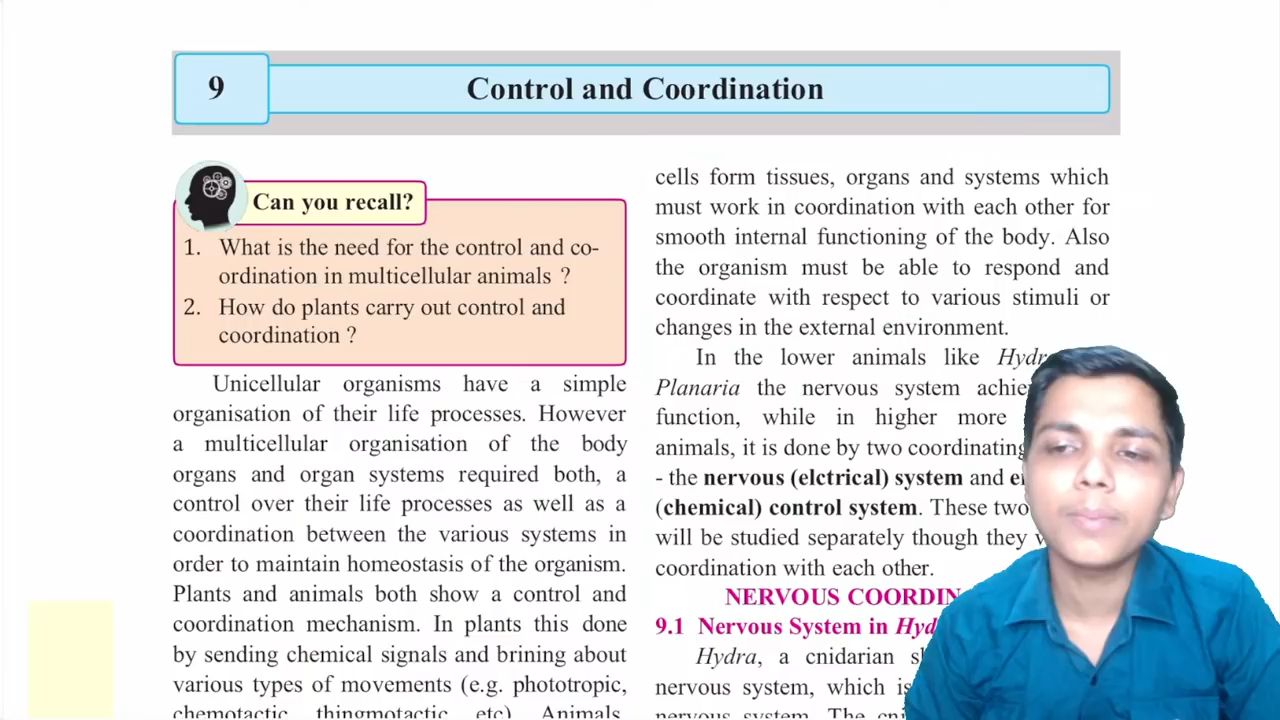 9
Control and Coordination
Can you recall?
1. What is the need for the control and co-
ordination in multicellular animals ?
2. How do plants carry out control and
coordination ?
Unicellular organisms have a simple
organisation of their life processes. However
a multicellular organisation of the body
organs and organ systems required both, a
control over their life processes as well as a
coordination between the various systems in
order to maintain homeostasis of the organism.
Plants and animals both show a control and
coordination mechanism. In plants this done
by sending chemical signals and brining about
various types of movements (e.g. phototropic,
chemotactic, thingmotactic etc). Animals,
cells form tissues, organs and systems which
must work in coordination with each other for
smooth internal functioning of the body. Also
the organism must be able to respond and
coordinate with respect to various stimuli or
changes in the external environment.
In the lower animals like
Planaria the nervous system
function, while in higher more
animals, it is done by two coordinating
- the nervous (elctrical) system and
(chemical) control system. These two
will be studied separately though they
coordination with each other.
NERVOUS
9.1 Nervous System in
Hydra, a cnidarian
nervous system, which is
nervous system. The